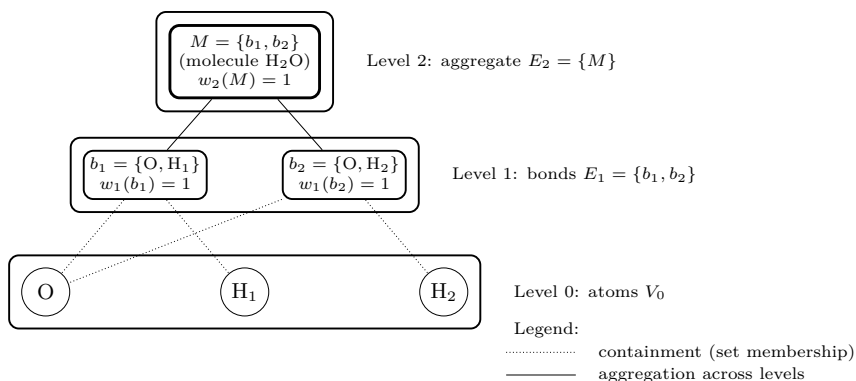 M = {b₁, b₂}
(molecule H₂O)
w₂(M) = 1
Level 2: aggregate E₂ = {M}
b₁ = {O, H₁}
w₁(b₁) = 1
b₂ = {O, H₂}
w₁(b₂) = 1
Level 1: bonds E₁ = {b₁, b₂}
O
H₁
H₂
Level 0: atoms V₀
Legend:
containment (set membership)
aggregation across levels